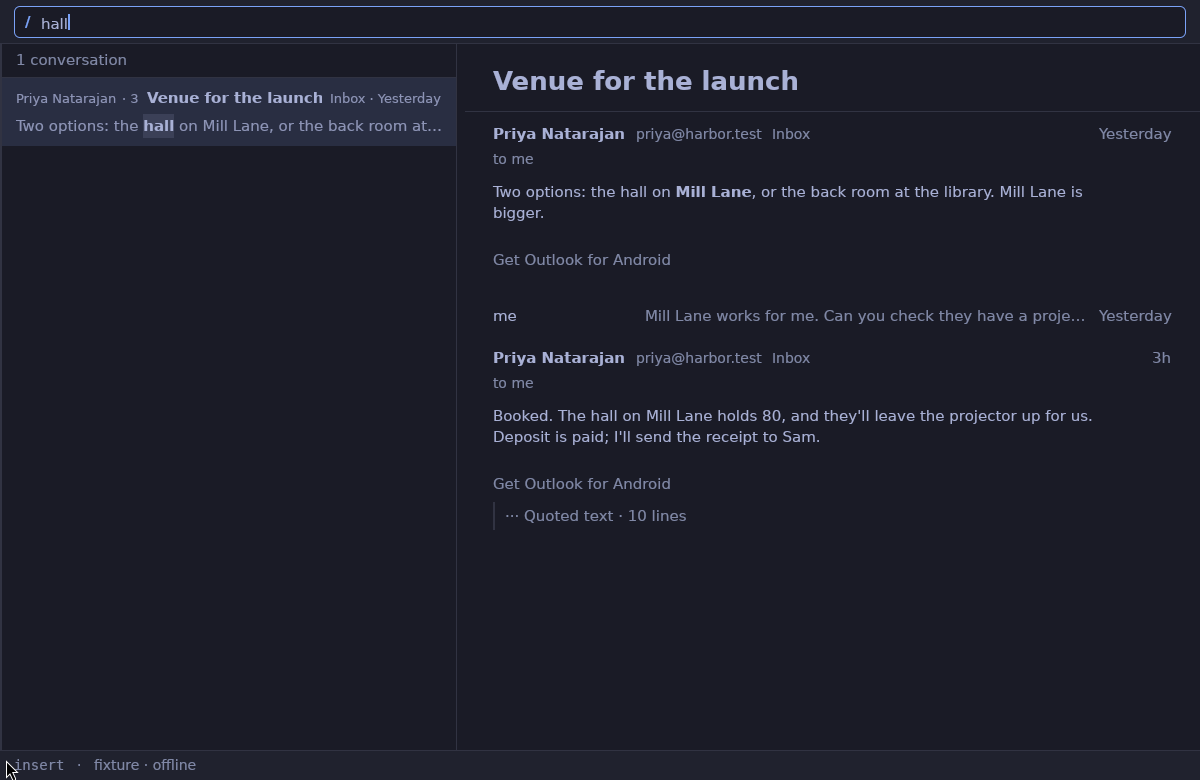 / hall
1 conversation
Priya Natarajan · 3 Venue for the launch Inbox · Yesterday
Two options: the hall on Mill Lane, or the back room at…
Venue for the launch
Priya Natarajan priya@harbor.test Inbox Yesterday
to me
Two options: the hall on Mill Lane, or the back room at the library. Mill Lane is
bigger.
Get Outlook for Android
me Mill Lane works for me. Can you check they have a proje… Yesterday
Priya Natarajan priya@harbor.test Inbox 3h
to me
Booked. The hall on Mill Lane holds 80, and they'll leave the projector up for us.
Deposit is paid; I'll send the receipt to Sam.
Get Outlook for Android
··· Quoted text · 10 lines
insert · fixture · offline